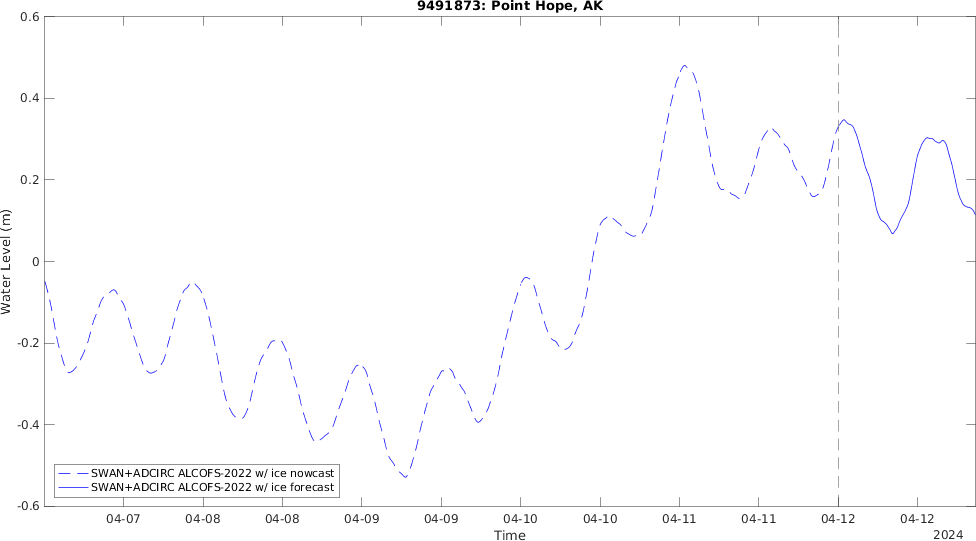 9491873: Point Hope, AK
0.6
0.4
0.2
0
-0.2
-0.4
-0.6
Water Level (m)
SWAN+ADCIRC ALCOFS-2022 w/ ice nowcast
SWAN+ADCIRC ALCOFS-2022 w/ ice forecast
04-07 04-08 04-08 04-09 04-09 04-10 04-10 04-11 04-11 04-12 04-12
Time
2024